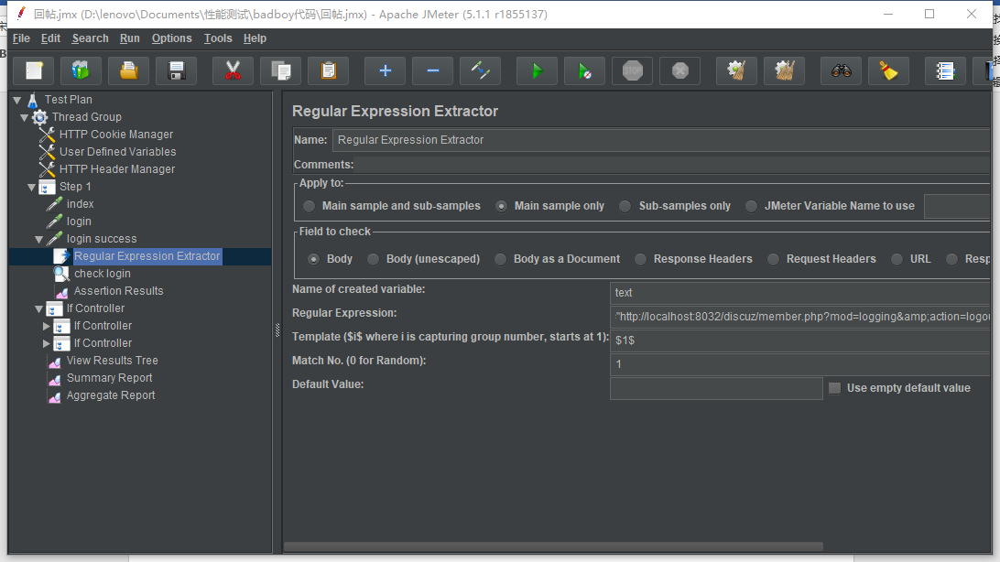 回帖.jmx (D:\lenovo\Documents\性能测试\badboy代码\回帖.jmx) - Apache JMeter (5.1.1 r1855137)
File Edit Search Run Options Tools Help
STOP
Test Plan
Thread Group
HTTP Cookie Manager
User Defined Variables
HTTP Header Manager
Step 1
index
login
login success
Regular Expression Extractor
check login
Assertion Results
If Controller
If Controller
If Controller
View Results Tree
Summary Report
Aggregate Report
Regular Expression Extractor
Name: Regular Expression Extractor
Comments:
Apply to:
Main sample and sub-samples Main sample only Sub-samples only JMeter Variable Name to use
Field to check
Body Body (unescaped) Body as a Document Response Headers Request Headers URL Resp
Name of created variable: text
Regular Expression: "http://localhost:8032/discuz/member.php?mod=logging&amp;action=logou
Template ($i$ where i is capturing group number, starts at 1): $1$
Match No. (0 for Random): 1
Default Value: Use empty default value